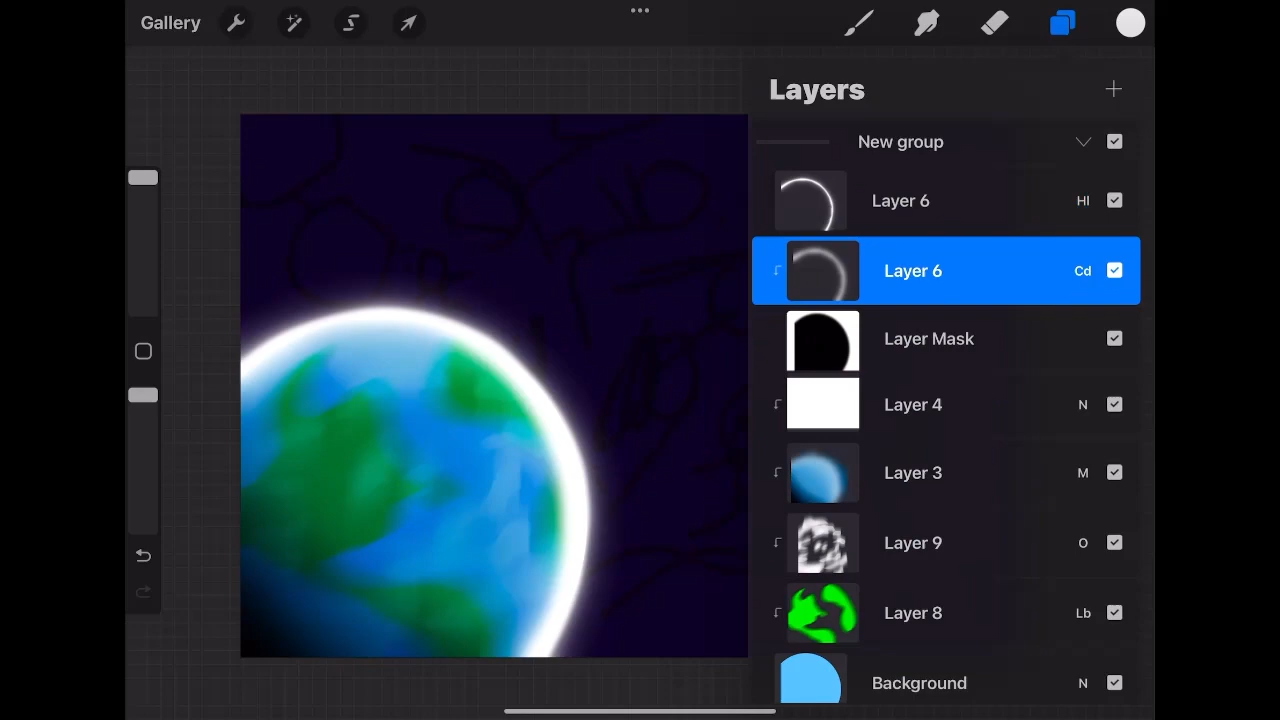 Gallery
Layers
New group
Layer 6 Hl
Layer 6 Cd
Layer Mask
Layer 4 N
Layer 3 M
Layer 9 O
Layer 8 Lb
Background N